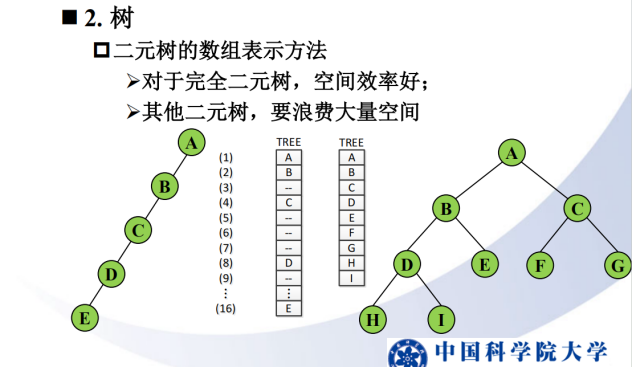 ■ 2. 树
二元树的数组表示方法
➢对于完全二元树，空间效率好；
➢其他二元树，要浪费大量空间
A
B
C
D
E
(1)
(2)
(3)
(4)
(5)
(6)
(7)
(8)
(9)
⋮
(16)
TREE
A
B
--
C
--
--
--
D
--
⋮
E
TREE
A
B
C
D
E
F
G
H
I
A
B C
D E F G
H I
中国科学院大学